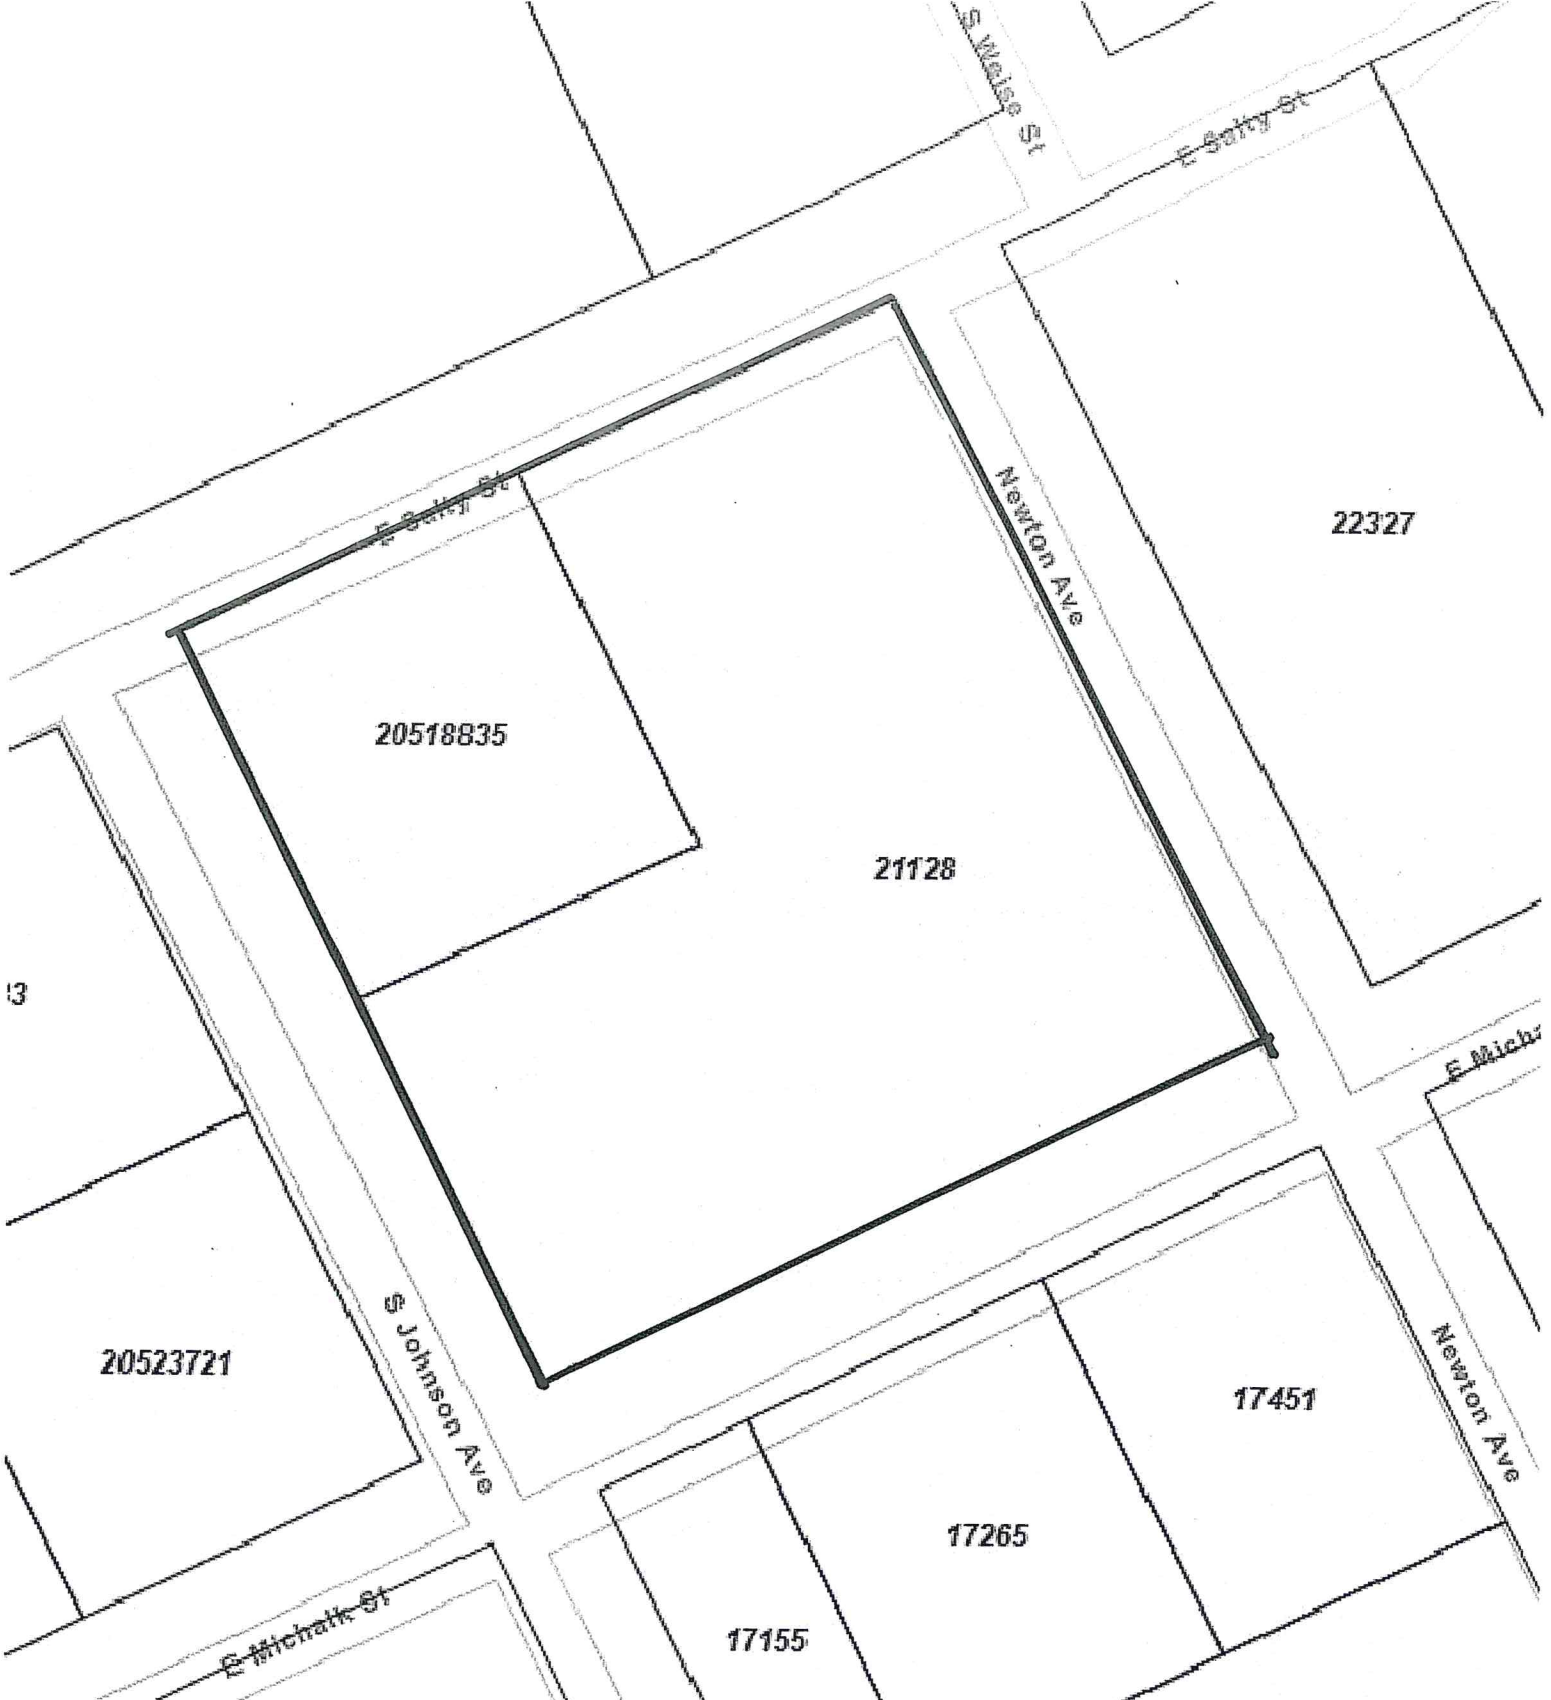 S Weise St
E Salty St
E Salty St
Newton Ave
22327
20518835
21128
13
E Micha
S Johnson Ave
20523721
Newton Ave
17451
17265
E Michalk St
17155